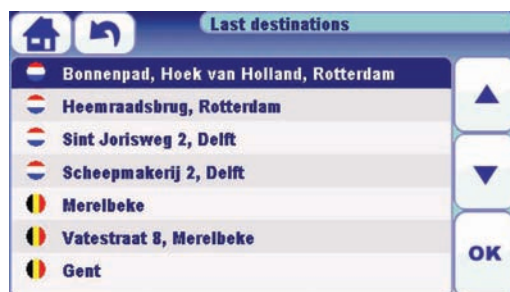 Last destinations
Bonnenpad, Hoek van Holland, Rotterdam
Heemraadsbrug, Rotterdam
Sint Jorisweg 2, Delft
Scheepmakerij 2, Delft
Merelbeke
Vatestraat 8, Merelbeke
Gent
OK